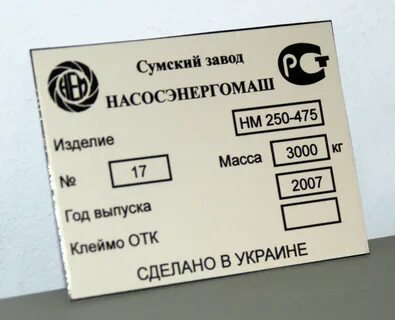 Сумский завод
НАСОСЭНЕРГОМАШ
Изделие НМ 250-475
№ 17 Масса 3000 кг
Год выпуска 2007
Клеймо ОТК
СДЕЛАНО В УКРАИНЕ